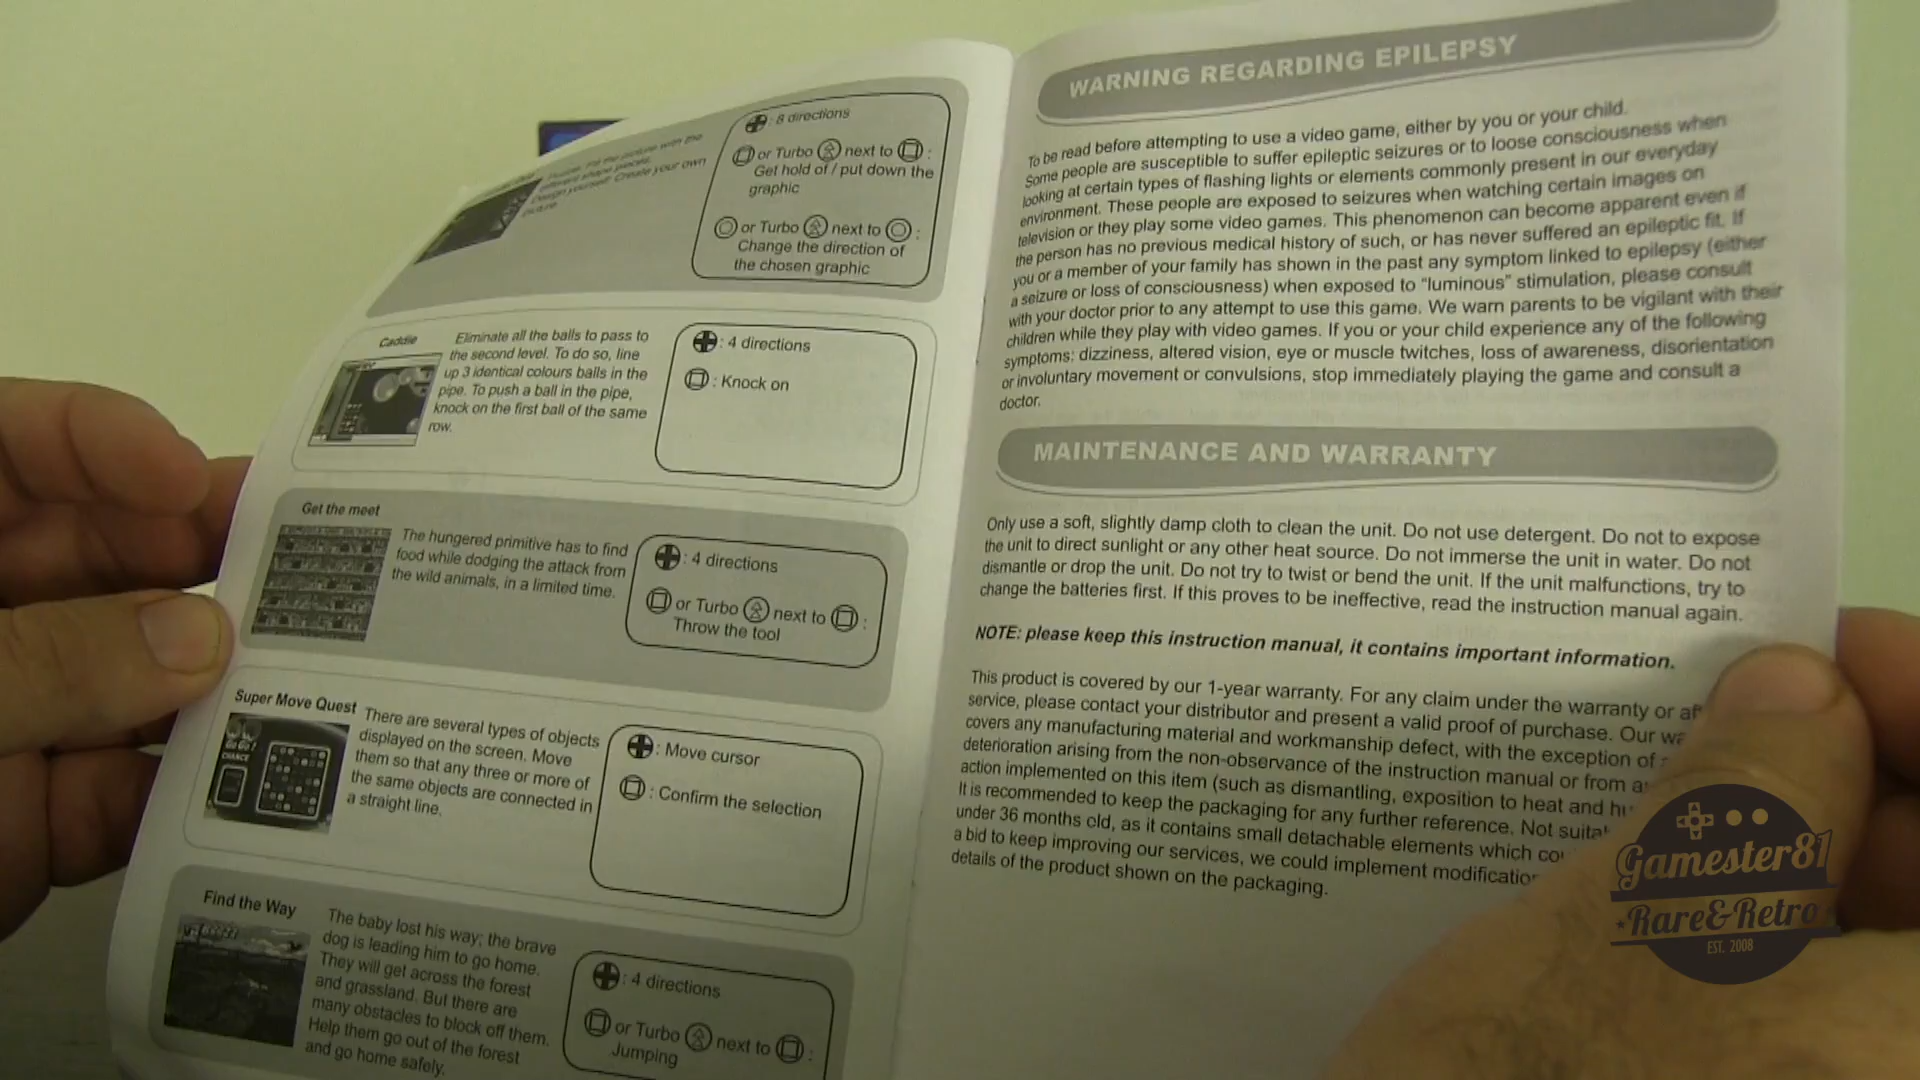 : 8 directions
or Turbo next to :
Get hold of / put down the
graphic
or Turbo next to :
Change the direction of
the chosen graphic
Caddie
Eliminate all the balls to pass to
the second level. To do so, line
up 3 identical colours balls in the
pipe. To push a ball in the pipe,
knock on the first ball of the same
row.
: 4 directions
: Knock on
Get the meet
The hungered primitive has to find
food while dodging the attack from
the wild animals, in a limited time.
: 4 directions
or Turbo next to :
Throw the tool
Super Move Quest
There are several types of objects
displayed on the screen. Move
them so that any three or more of
the same objects are connected in
a straight line.
: Move cursor
: Confirm the selection
Find the Way
The baby lost his way; the brave
dog is leading him to go home.
They will get across the forest
and grassland. But there are
many obstacles to block off them.
Help them go out of the forest
and go home safely.
: 4 directions
or Turbo next to :
Jumping
WARNING REGARDING EPILEPSY
To be read before attempting to use a video game, either by you or your child.
Some people are susceptible to suffer epileptic seizures or to loose consciousness when
looking at certain types of flashing lights or elements commonly present in our everyday
environment. These people are exposed to seizures when watching certain images on
television or they play some video games. This phenomenon can become apparent even if
the person has no previous medical history of such, or has never suffered an epileptic fit. If
you or a member of your family has shown in the past any symptom linked to epilepsy (either
a seizure or loss of consciousness) when exposed to "luminous" stimulation, please consult
with your doctor prior to any attempt to use this game. We warn parents to be vigilant with their
children while they play with video games. If you or your child experience any of the following
symptoms: dizziness, altered vision, eye or muscle twitches, loss of awareness, disorientation
or involuntary movement or convulsions, stop immediately playing the game and consult a
doctor.
MAINTENANCE AND WARRANTY
Only use a soft, slightly damp cloth to clean the unit. Do not use detergent. Do not to expose
the unit to direct sunlight or any other heat source. Do not immerse the unit in water. Do not
dismantle or drop the unit. Do not try to twist or bend the unit. If the unit malfunctions, try to
change the batteries first. If this proves to be ineffective, read the instruction manual again.
NOTE: please keep this instruction manual, it contains important information.
This product is covered by our 1-year warranty. For any claim under the warranty or
service, please contact your distributor and present a valid proof of purchase. Our
covers any manufacturing material and workmanship defect, with the exception of
deterioration arising from the non-observance of the instruction manual or from
action implemented on this item (such as dismantling, exposition to heat and
It is recommended to keep the packaging for any further reference. Not
under 36 months old, as it contains small detachable elements which
a bid to keep improving our services, we could implement
details of the product shown on the packaging.
Gamester81
Rare&Retro
EST. 2008